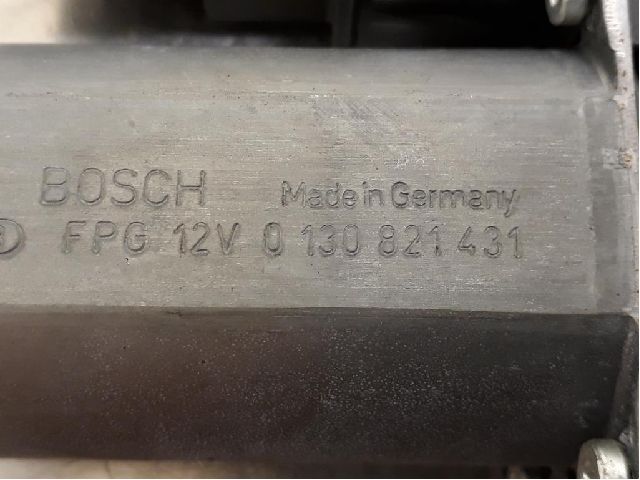 BOSCH Made in Germany
D FPG 12V 0 130 821 431